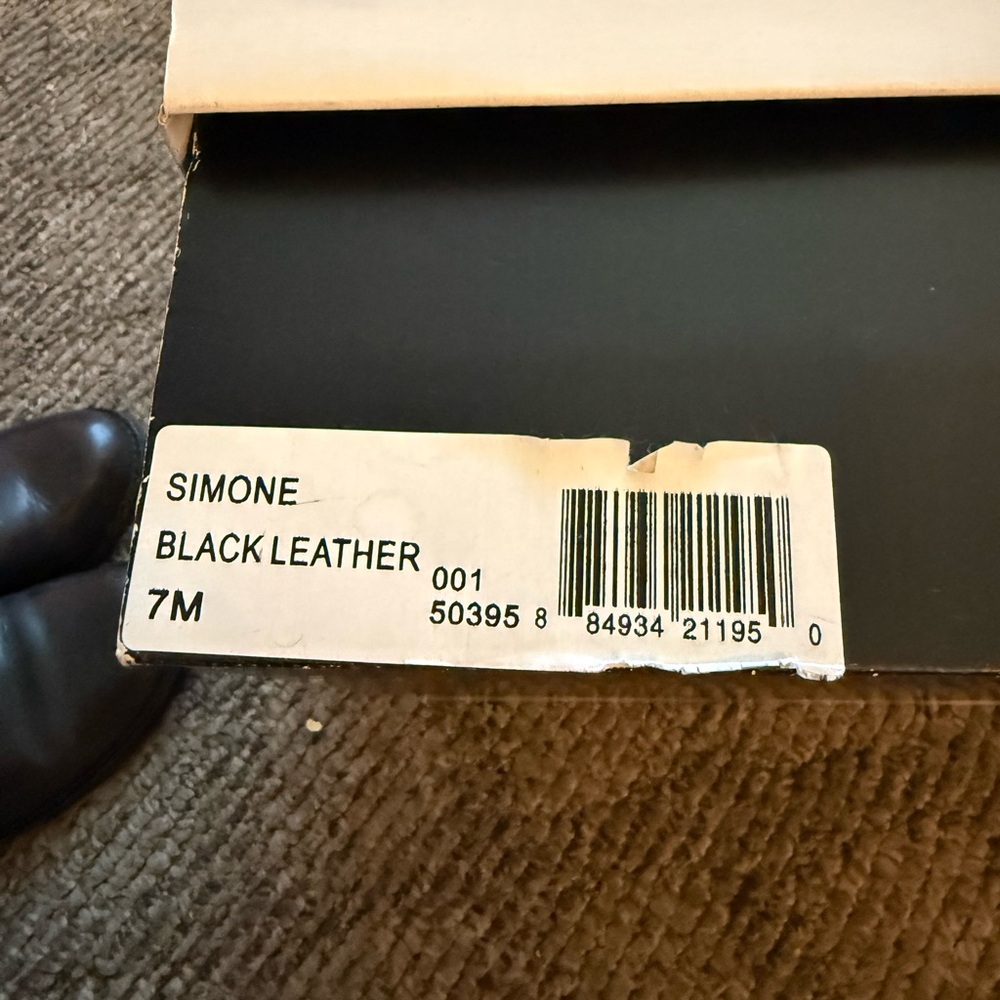 SIMONE
BLACK LEATHER
001
7M
50395
8 84934 21195 0